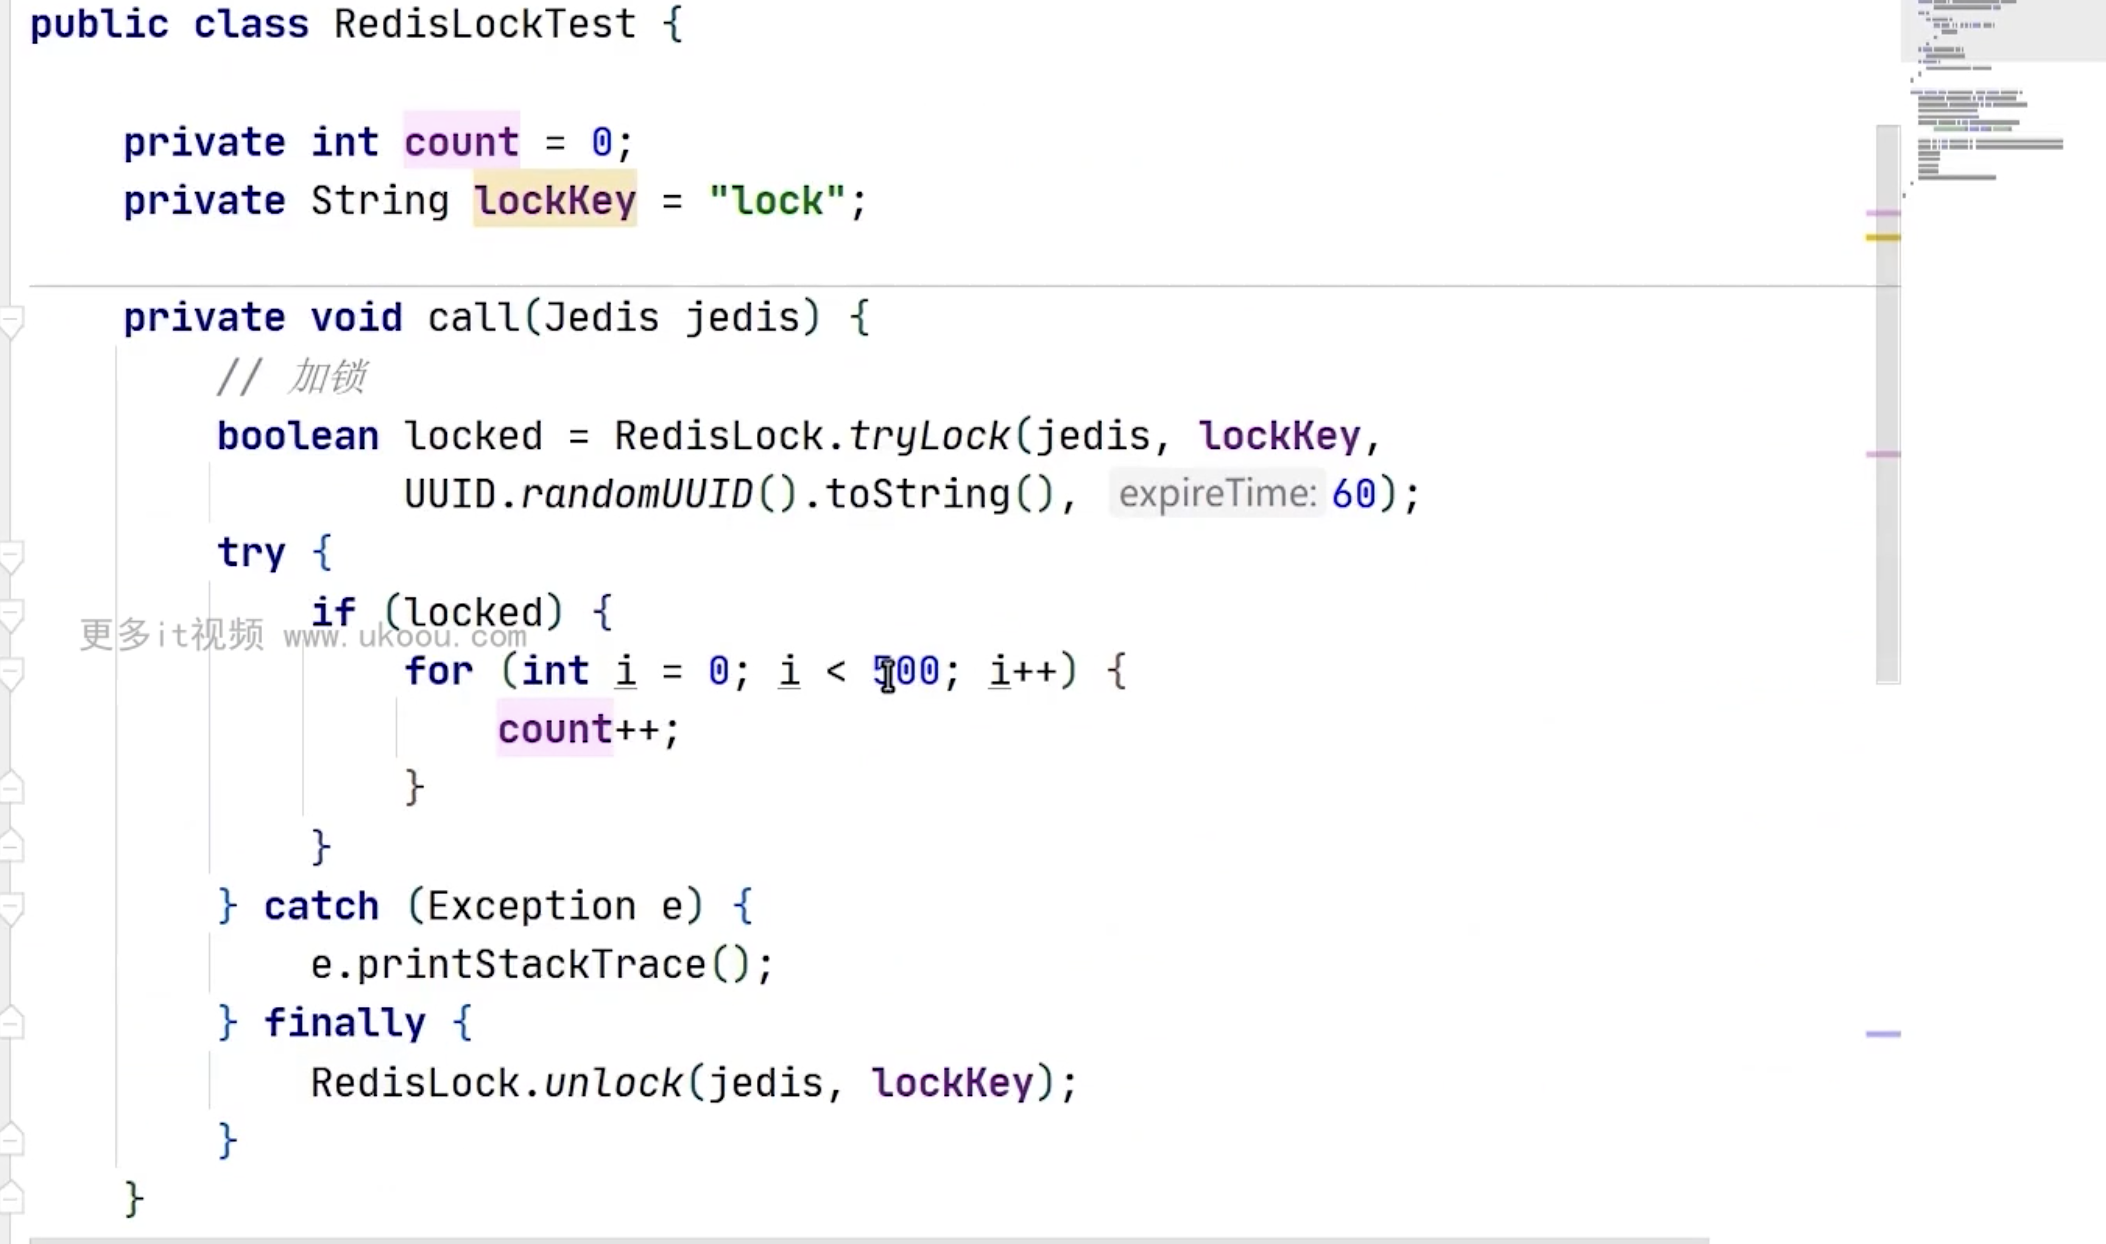 public class RedisLockTest {
private int count = 0;
private String lockKey = "lock";
private void call(Jedis jedis) {
// 加锁
boolean locked = RedisLock.tryLock(jedis, lockKey,
UUID.randomUUID().toString(), expireTime: 60);
try {
if (locked) {
更多it视频 www.ukoou.com
for (int i = 0; i < 500; i++) {
count++;
}
}
} catch (Exception e) {
e.printStackTrace();
} finally {
RedisLock.unlock(jedis, lockKey);
}
}